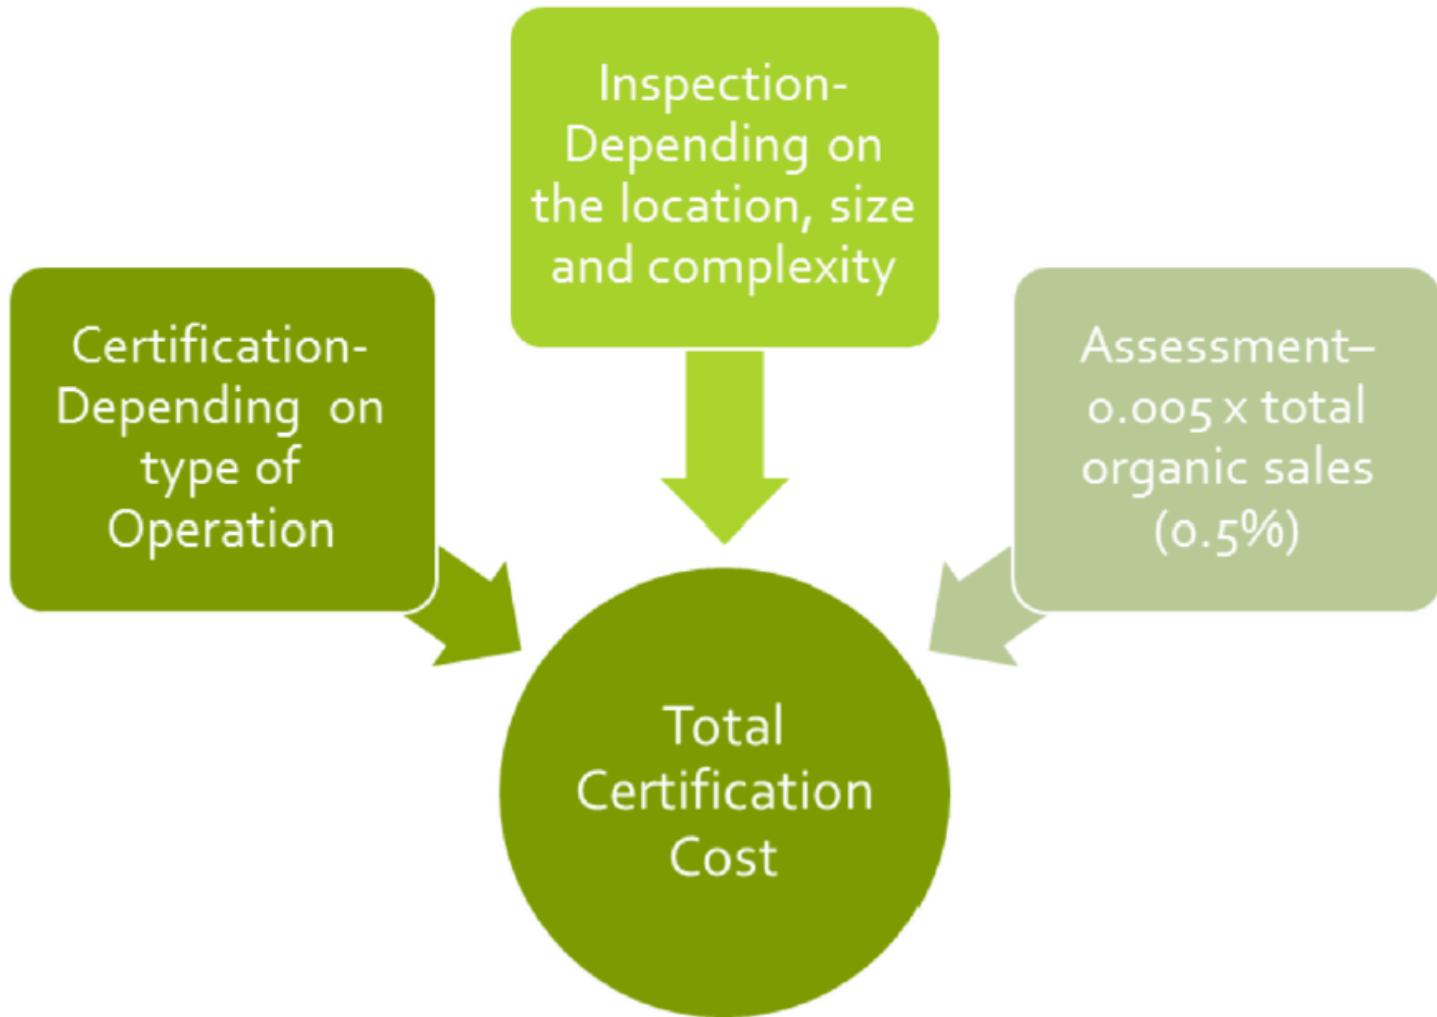 Inspection-
Depending on
the location, size
and complexity
Certification-
Depending on
type of
Operation
Assessment–
0.005 x total
organic sales
(0.5%)
Total
Certification
Cost